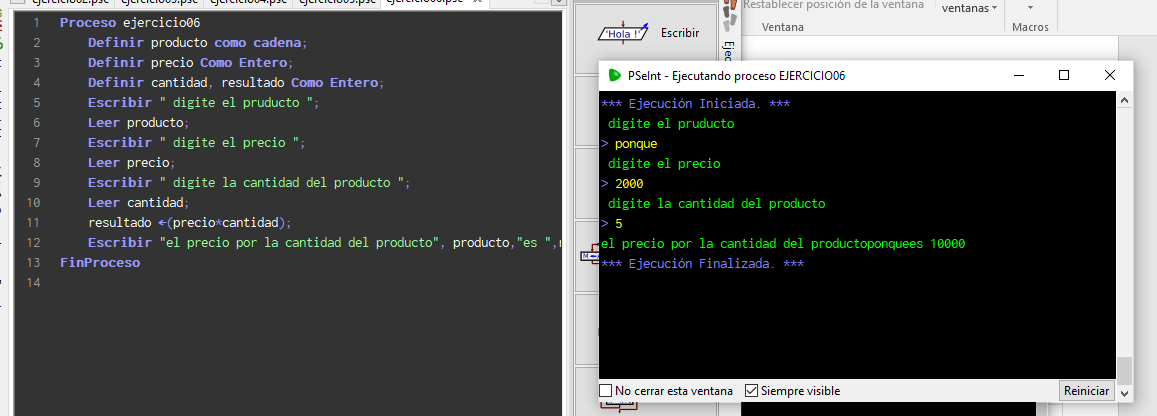 ejercicio02.psc ejercicio03.psc ejercicio04.psc ejercicio05.psc
1 Proceso ejercicio06
2 Definir producto como cadena;
3 Definir precio Como Entero;
4 Definir cantidad, resultado Como Entero;
5 Escribir " digite el pruducto ";
6 Leer producto;
7 Escribir " digite el precio ";
8 Leer precio;
9 Escribir " digite la cantidad del producto ";
10 Leer cantidad;
11 resultado ←(precio*cantidad);
12 Escribir "el precio por la cantidad del producto", producto,"es ",
13 FinProceso
14
'Hola !' Escribir
Ejec
Restablecer posición de la ventana
ventanas
Ventana
Macros
PSeInt - Ejecutando proceso EJERCICIO06
*** Ejecución Iniciada. ***
digite el pruducto
> ponque
digite el precio
> 2000
digite la cantidad del producto
> 5
el precio por la cantidad del productoponquees 10000
*** Ejecución Finalizada. ***
No cerrar esta ventana
Siempre visible
Reiniciar